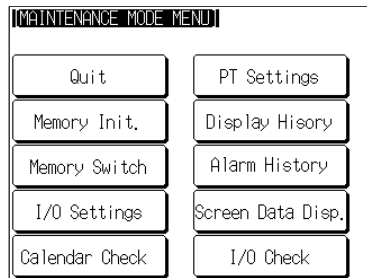 [MAINTENANCE MODE MENU]
Quit
PT Settings
Memory Init.
Display Hisory
Memory Switch
Alarm History
I/O Settings
Screen Data Disp.
Calendar Check
I/O Check